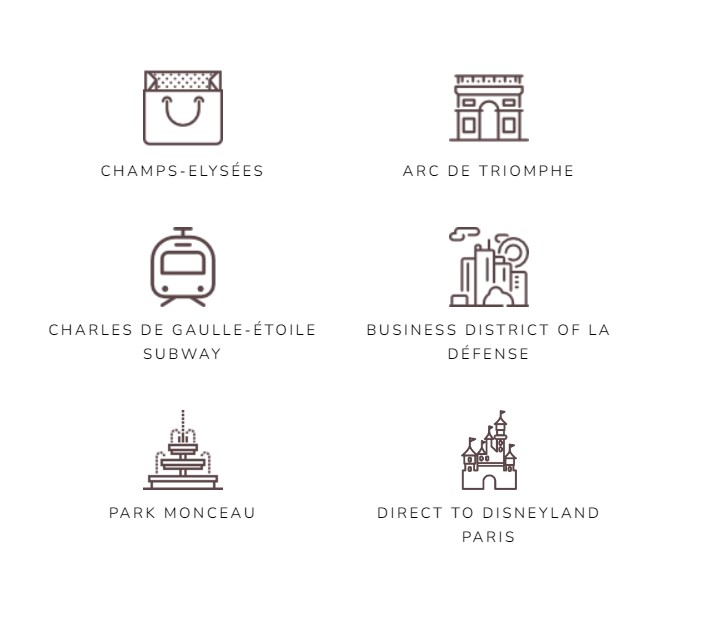 CHAMPS-ELYSÉES
ARC DE TRIOMPHE
CHARLES DE GAULLE-ÉTOILE
SUBWAY
BUSINESS DISTRICT OF LA
DÉFENSE
PARK MONCEAU
DIRECT TO DISNEYLAND
PARIS